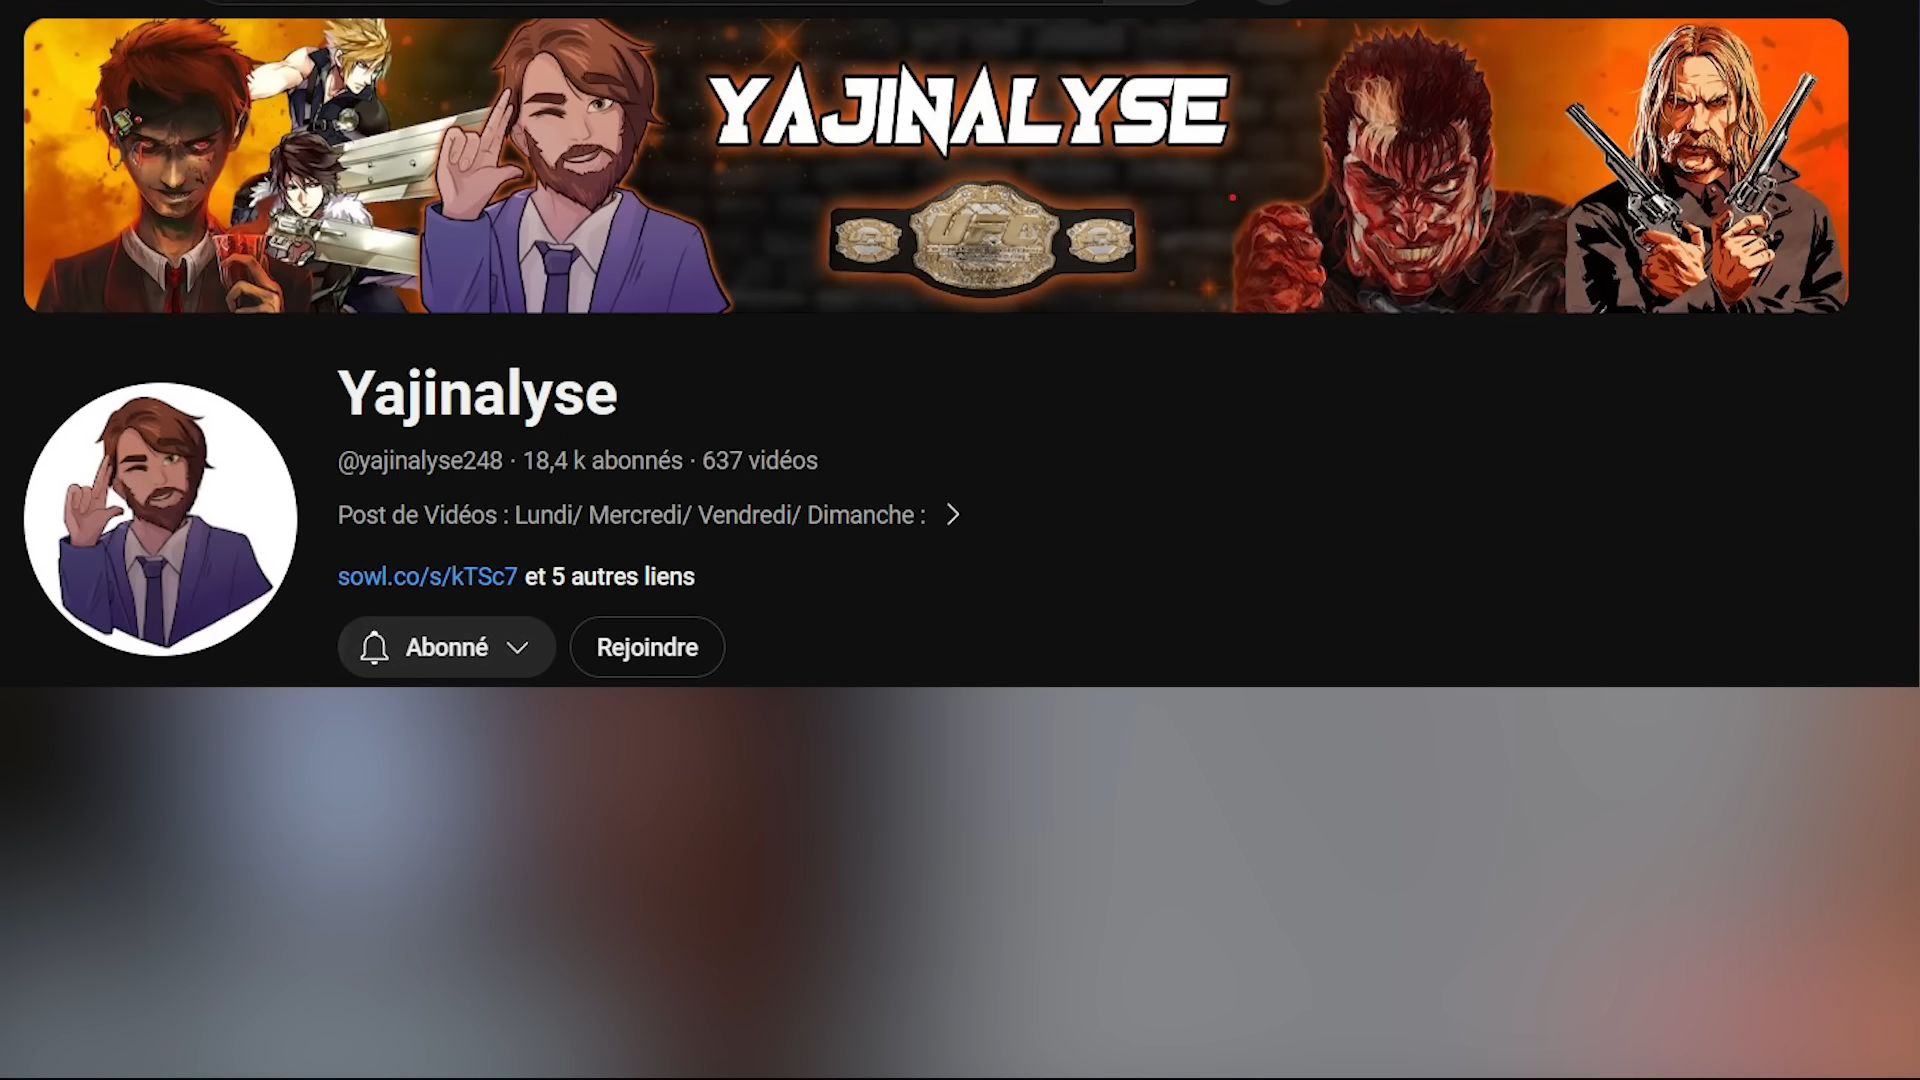 YAJINALYSE
UFC
Yajinalyse
@yajinalyse248 · 18,4 k abonnés · 637 vidéos
Post de Vidéos : Lundi/ Mercredi/ Vendredi/ Dimanche :
sowl.co/s/kTSc7 et 5 autres liens
Abonné
Rejoindre